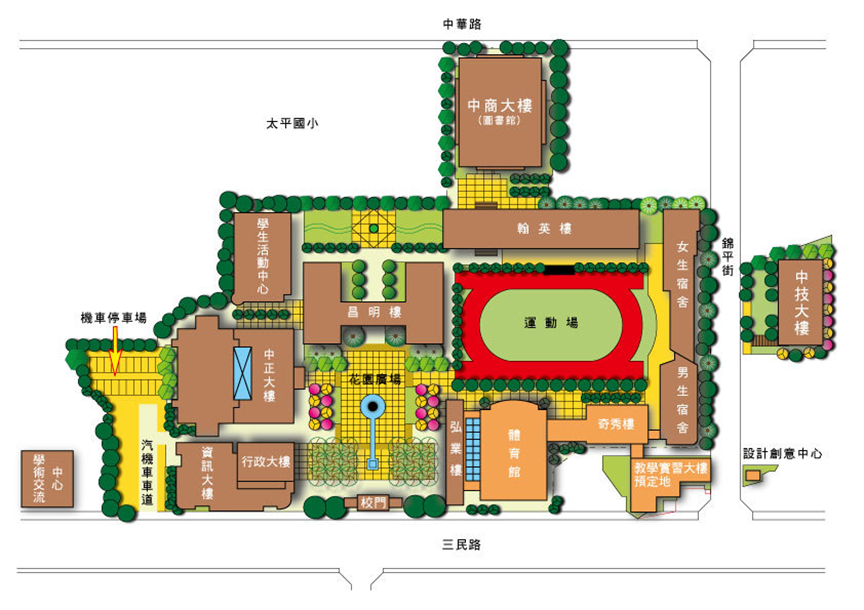 中華路
中商大樓
(圖書館)
太平國小
翰英樓
學生活動中心
女生宿舍
錦平街
中技大樓
昌明樓
運動場
機車停車場
中正大樓
花園廣場
男生宿舍
弘業樓
體育館
奇秀樓
汽機車車道
資訊大樓
行政大樓
學術交流
中心
設計創意中心
教學實習大樓
預定地
校門
三民路